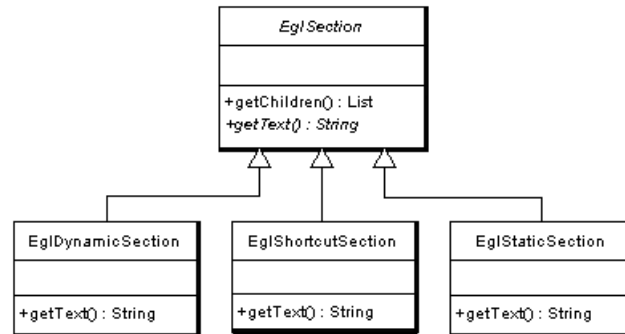 EglSection
+getChildren() : List
+getText() : String
EglDynamicSection
+getText() : String
EglShortcutSection
+getText() : String
EglStaticSection
+getText() : String